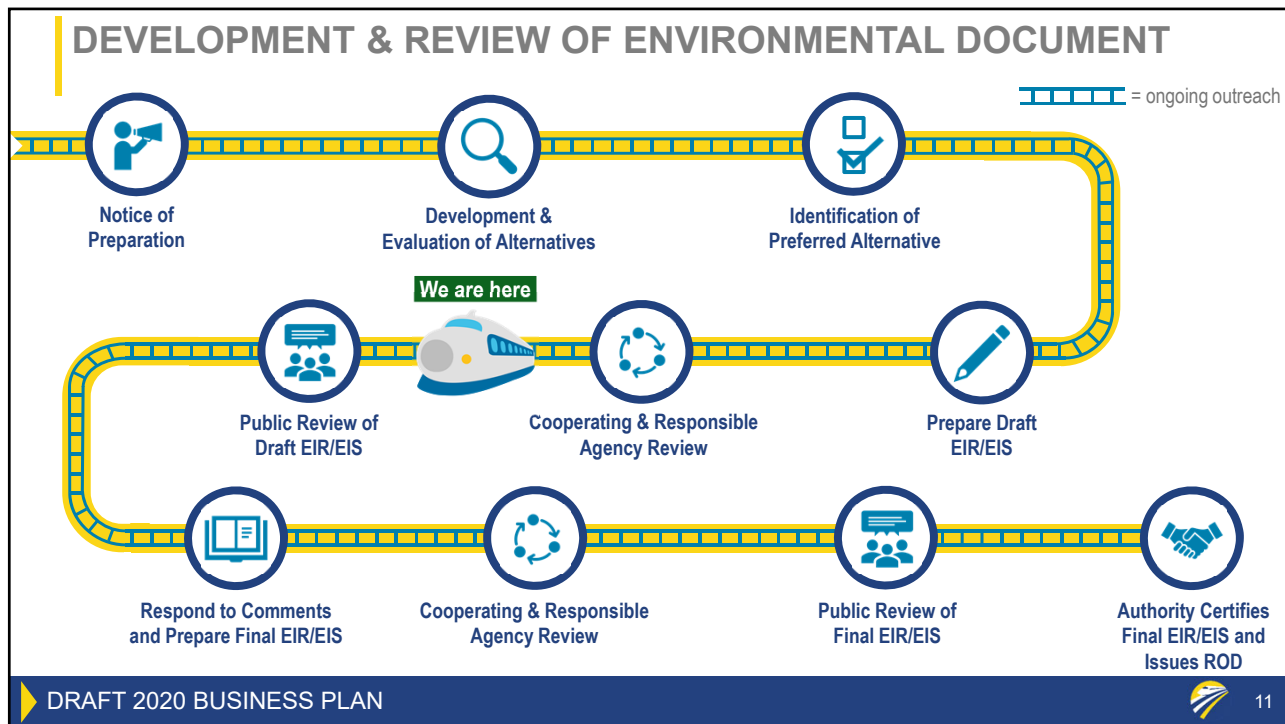 DEVELOPMENT & REVIEW OF ENVIRONMENTAL DOCUMENT
= ongoing outreach
Notice of
Preparation
Development &
Evaluation of Alternatives
Identification of
Preferred Alternative
We are here
Public Review of
Draft EIR/EIS
Cooperating & Responsible
Agency Review
Prepare Draft
EIR/EIS
Respond to Comments
and Prepare Final EIR/EIS
Cooperating & Responsible
Agency Review
Public Review of
Final EIR/EIS
Authority Certifies
Final EIR/EIS and
Issues ROD
DRAFT 2020 BUSINESS PLAN
11